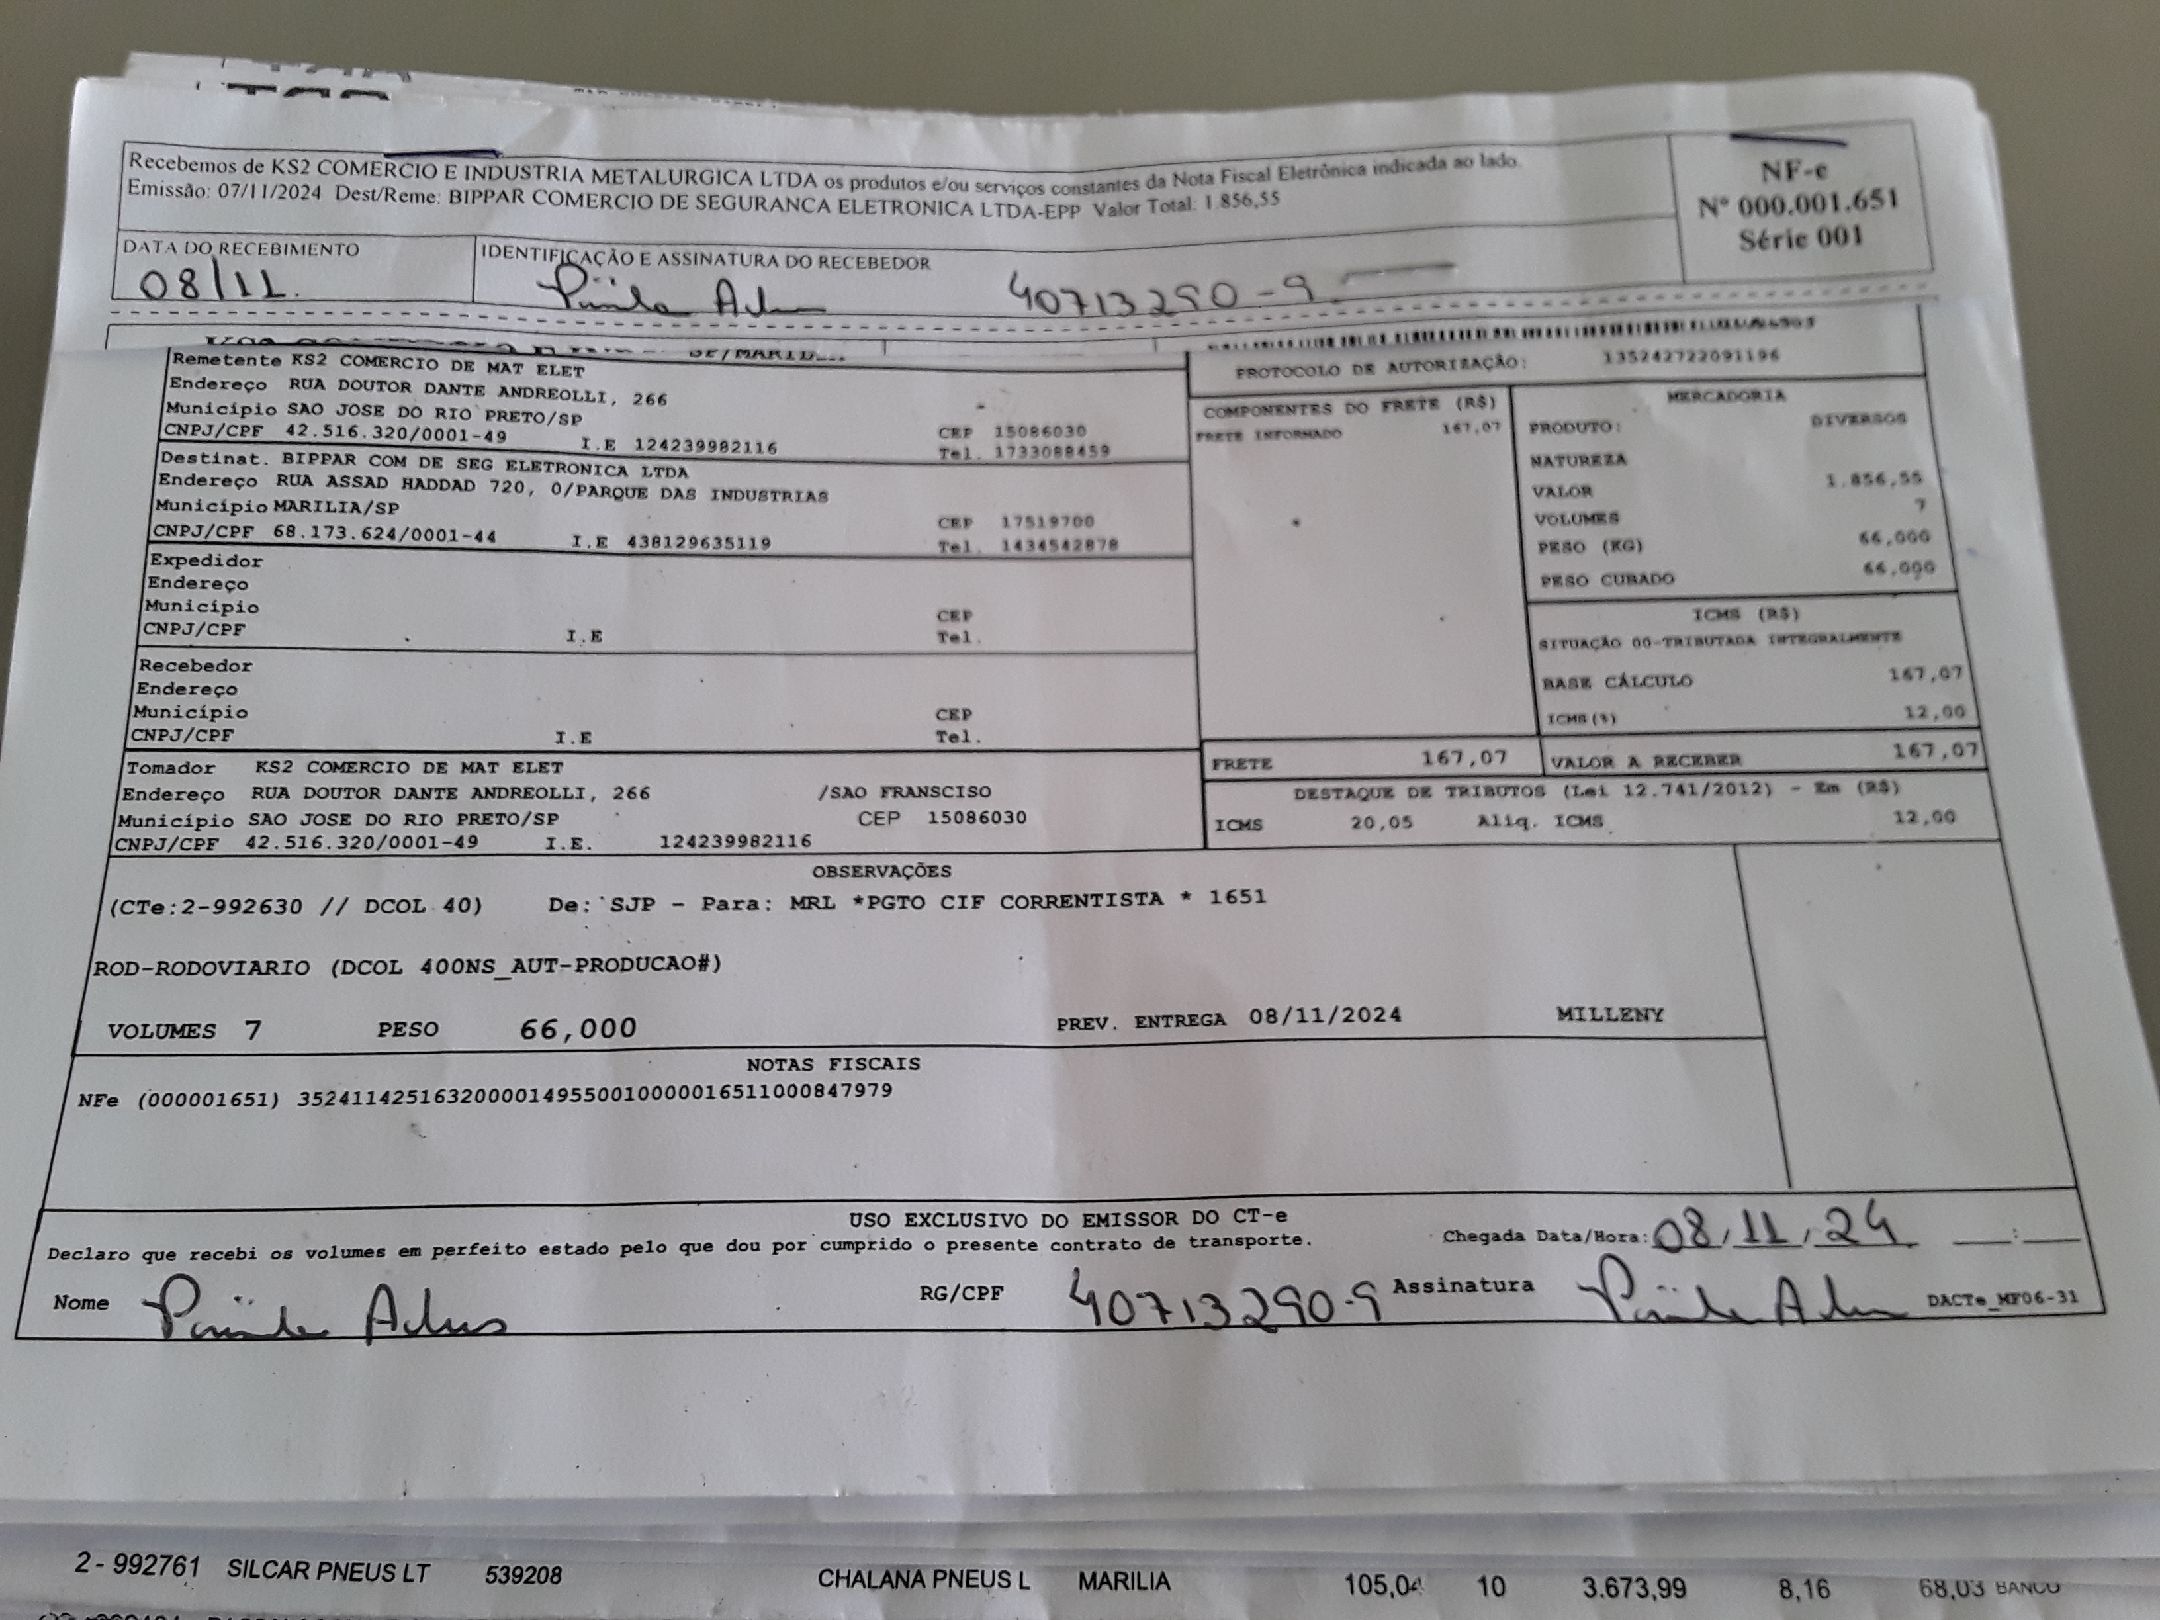 Recebemos de KS2 COMERCIO E INDUSTRIA METALURGICA LTDA os produtos e/ou serviços constantes da Nota Fiscal Eletrônica indicada ao lado.
Emissão: 07/11/2024 Dest/Reme: BIPPAR COMERCIO DE SEGURANCA ELETRONICA LTDA-EPP Valor Total: 1.856,55
NF-e
Nº 000.001.651
Série 001
DATA DO RECEBIMENTO
08/11.
IDENTIFICAÇÃO E ASSINATURA DO RECEBEDOR
40713290-9
Remetente KS2 COMERCIO DE MAT ELET
Endereço RUA DOUTOR DANTE ANDREOLLI, 266
Município SAO JOSE DO RIO PRETO/SP
CNPJ/CPF 42.516.320/0001-49 I.E 124239982116
CEP 15086030
Tel. 1733088459
Destinat. BIPPAR COM DE SEG ELETRONICA LTDA
Endereço RUA ASSAD HADDAD 720, 0/PARQUE DAS INDUSTRIAS
Município MARILIA/SP
CNPJ/CPF 68.173.624/0001-44 I.E 438129635119
CEP 17519700
Tel. 1434542878
Expedidor
Endereço
Município CEP
CNPJ/CPF I.E Tel.
Recebedor
Endereço
Município CEP
CNPJ/CPF I.E Tel.
Tomador KS2 COMERCIO DE MAT ELET
Endereço RUA DOUTOR DANTE ANDREOLLI, 266 /SAO FRANSCISO
Município SAO JOSE DO RIO PRETO/SP CEP 15086030
CNPJ/CPF 42.516.320/0001-49 I.E. 124239982116
PROTOCOLO DE AUTORIZAÇÃO: 135242722091196
COMPONENTES DO FRETE (R$)
FRETE INFORMADO 167,07
MERCADORIA
PRODUTO: DIVERSOS
NATUREZA
VALOR 1.856,55
VOLUMES 7
PESO (KG) 66,000
PESO CUBADO 66,000
ICMS (R$)
SITUAÇÃO 00-TRIBUTADA INTEGRALMENTE
BASE CÁLCULO 167,07
ICMS(%) 12,00
FRETE 167,07 VALOR A RECEBER 167,07
DESTAQUE DE TRIBUTOS (Lei 12.741/2012) - Em (R$)
ICMS 20,05 Aliq. ICMS 12,00
OBSERVAÇÕES
(CTe:2-992630 // DCOL 40) De: SJP - Para: MRL *PGTO CIF CORRENTISTA * 1651
ROD-RODOVIARIO (DCOL 400NS_AUT-PRODUCAO#)
VOLUMES 7 PESO 66,000 PREV. ENTREGA 08/11/2024 MILLENY
NOTAS FISCAIS
NFe (000001651) 35241142516320000149550010000016511000847979
USO EXCLUSIVO DO EMISSOR DO CT-e
Declaro que recebi os volumes em perfeito estado pelo que dou por cumprido o presente contrato de transporte.
Chegada Data/Hora: 08/11/24 __:__
Nome RG/CPF 40713290-9 Assinatura DACTe_MF06-31
2 - 992761 SILCAR PNEUS LT 539208 CHALANA PNEUS L MARILIA 105,04 10 3.673,99 8,16 68,03 BANCO